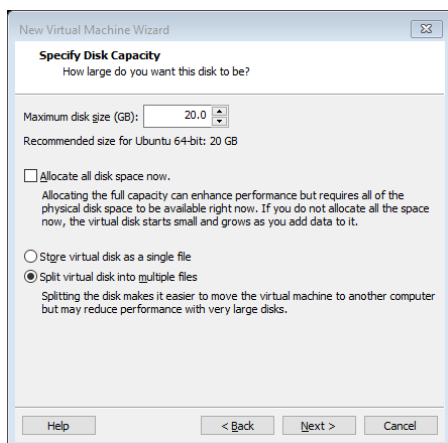 New Virtual Machine Wizard
Specify Disk Capacity
How large do you want this disk to be?
Maximum disk size (GB): 20.0
Recommended size for Ubuntu 64-bit: 20 GB
Allocate all disk space now.
Allocating the full capacity can enhance performance but requires all of the
physical disk space to be available right now. If you do not allocate all the space
now, the virtual disk starts small and grows as you add data to it.
Store virtual disk as a single file
Split virtual disk into multiple files
Splitting the disk makes it easier to move the virtual machine to another computer
but may reduce performance with very large disks.
Help < Back Next > Cancel